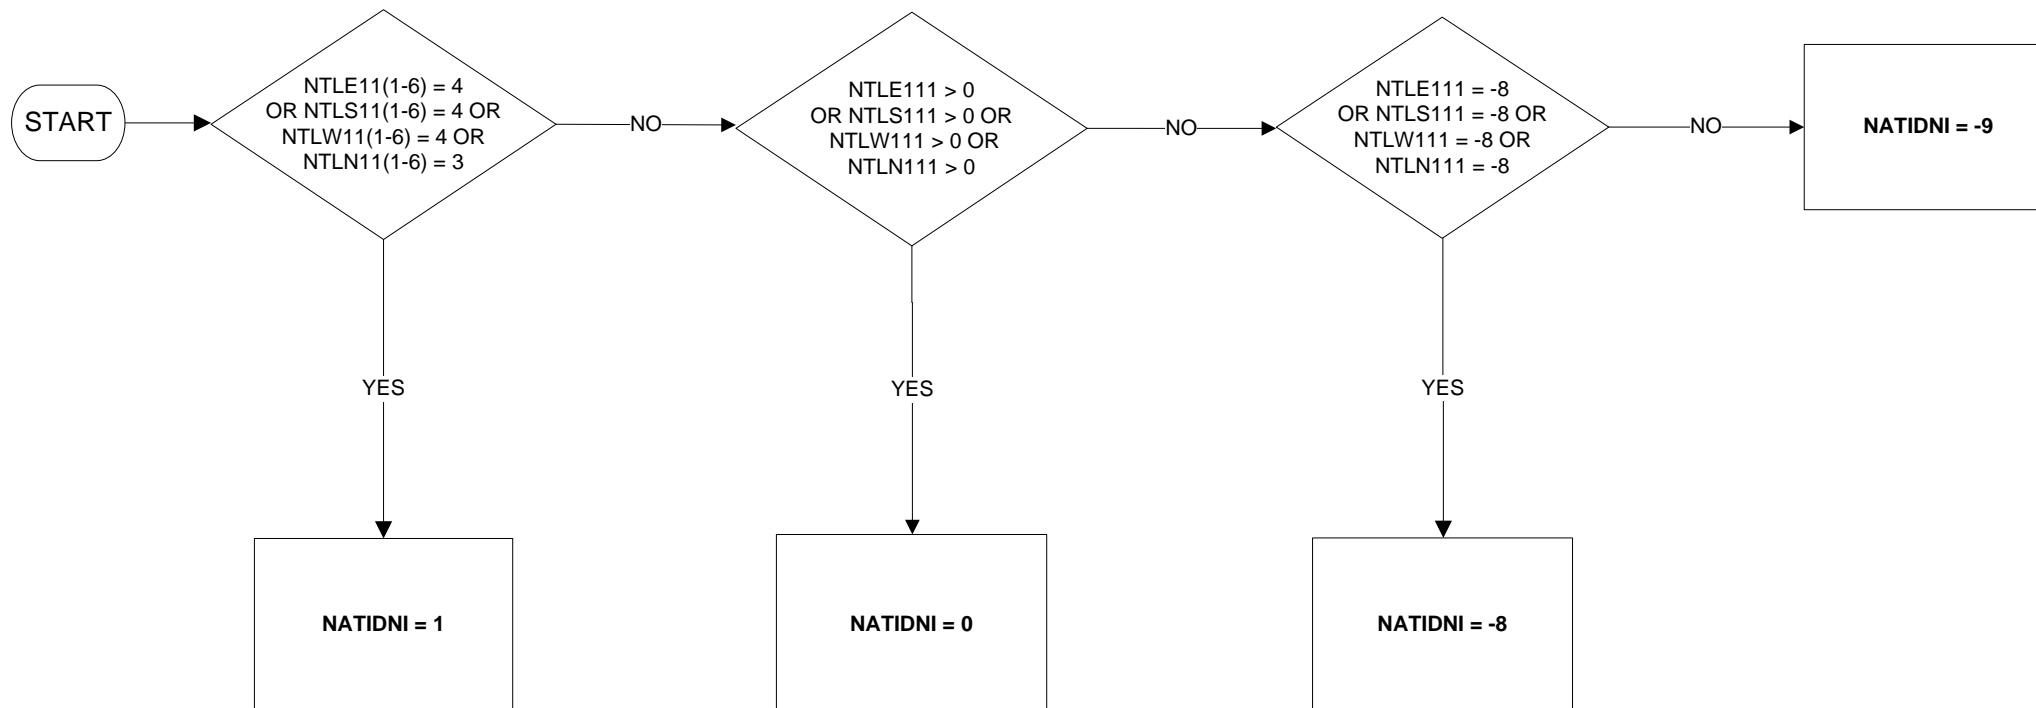 START
NTLE11(1-6) = 4
OR NTLS11(1-6) = 4 OR
NTLW11(1-6) = 4 OR
NTLN11(1-6) = 3
NO
NTLE111 > 0
OR NTLS111 > 0 OR
NTLW111 > 0 OR
NTLN111 > 0
NO
NTLE111 = -8
OR NTLS111 = -8 OR
NTLW111 = -8 OR
NTLN111 = -8
NO
NATIDNI = -9
YES
YES
YES
NATIDNI = 1
NATIDNI = 0
NATIDNI = -8